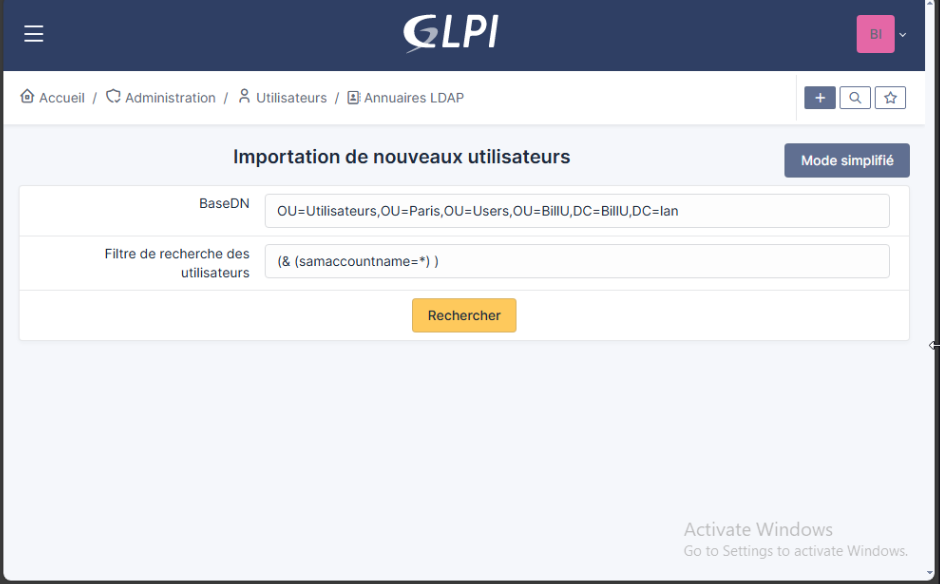 GLPI
BI
Accueil / Administration / Utilisateurs / Annuaires LDAP
Importation de nouveaux utilisateurs
Mode simplifié
BaseDN
OU=Utilisateurs,OU=Paris,OU=Users,OU=BillU,DC=BillU,DC=lan
Filtre de recherche des
utilisateurs
(& (samaccountname=*) )
Rechercher
Activate Windows
Go to Settings to activate Windows.